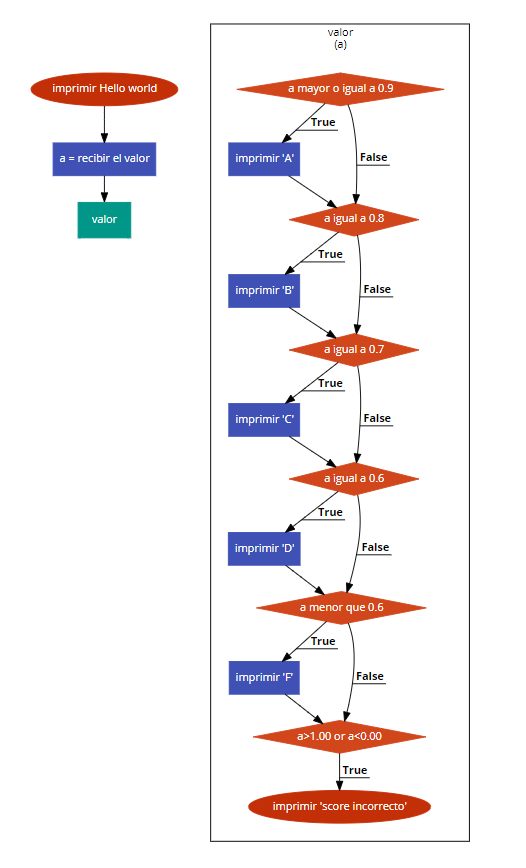 imprimir Hello world
a = recibir el valor
valor
valor
(a)
a mayor o igual a 0.9
True
imprimir 'A'
False
a igual a 0.8
True
imprimir 'B'
False
a igual a 0.7
True
imprimir 'C'
False
a igual a 0.6
True
imprimir 'D'
False
a menor que 0.6
True
imprimir 'F'
False
a>1.00 or a<0.00
True
imprimir 'score incorrecto'